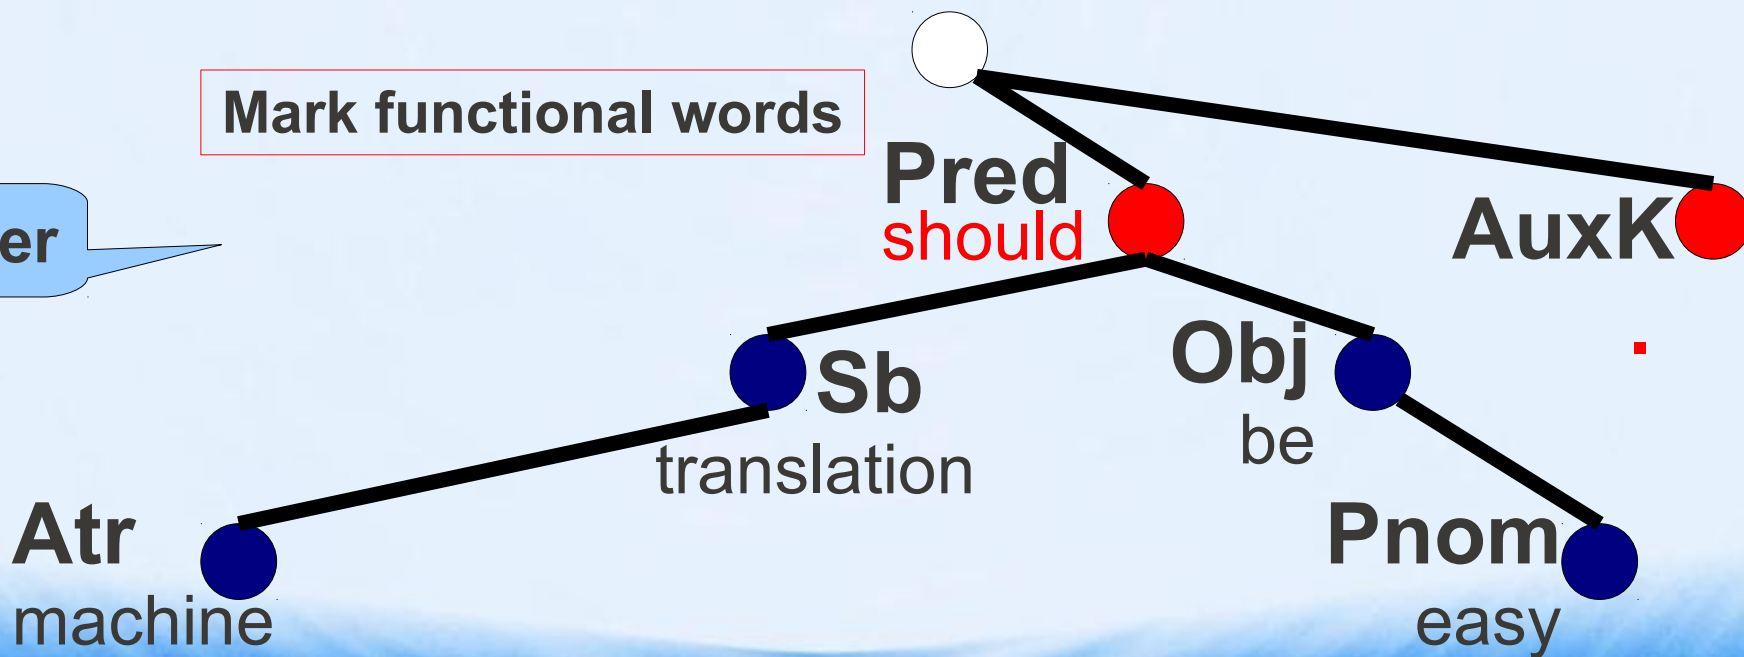 Mark functional words
er
Pred
should
AuxK
.
Sb
translation
Obj
be
Atr
machine
Pnom
easy